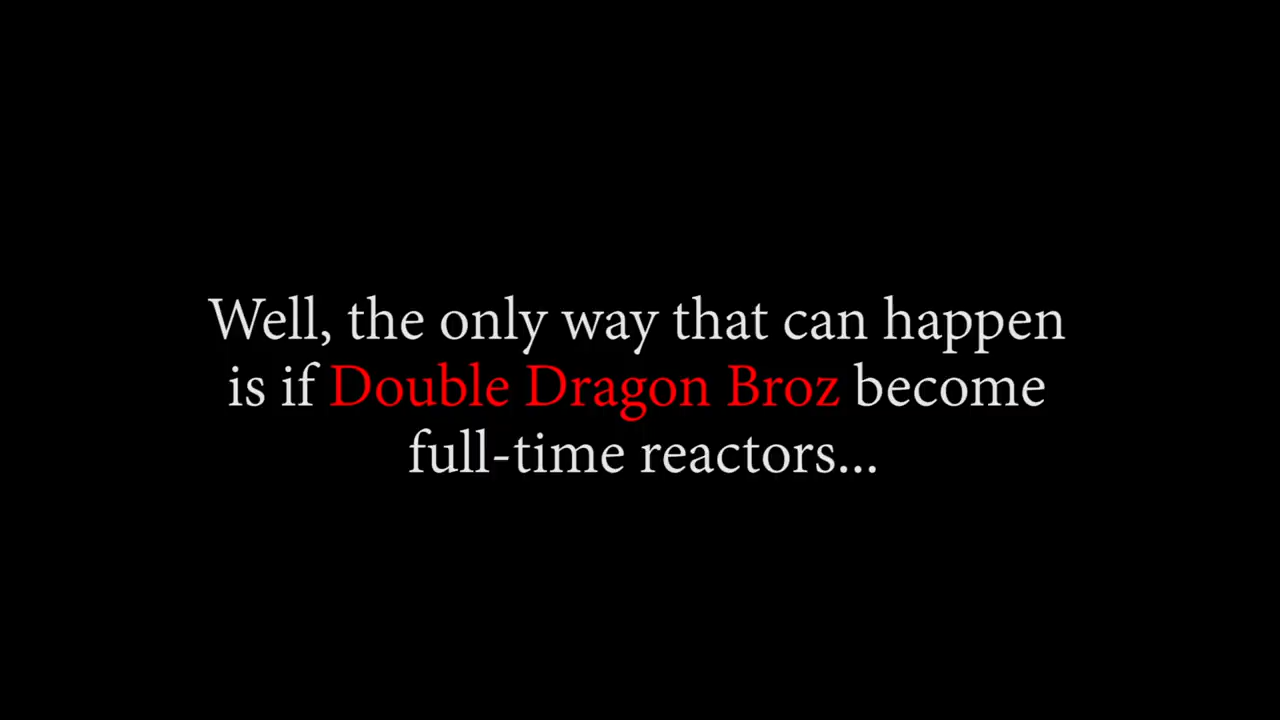 Well, the only way that can happen
is if Double Dragon Broz become
full-time reactors...